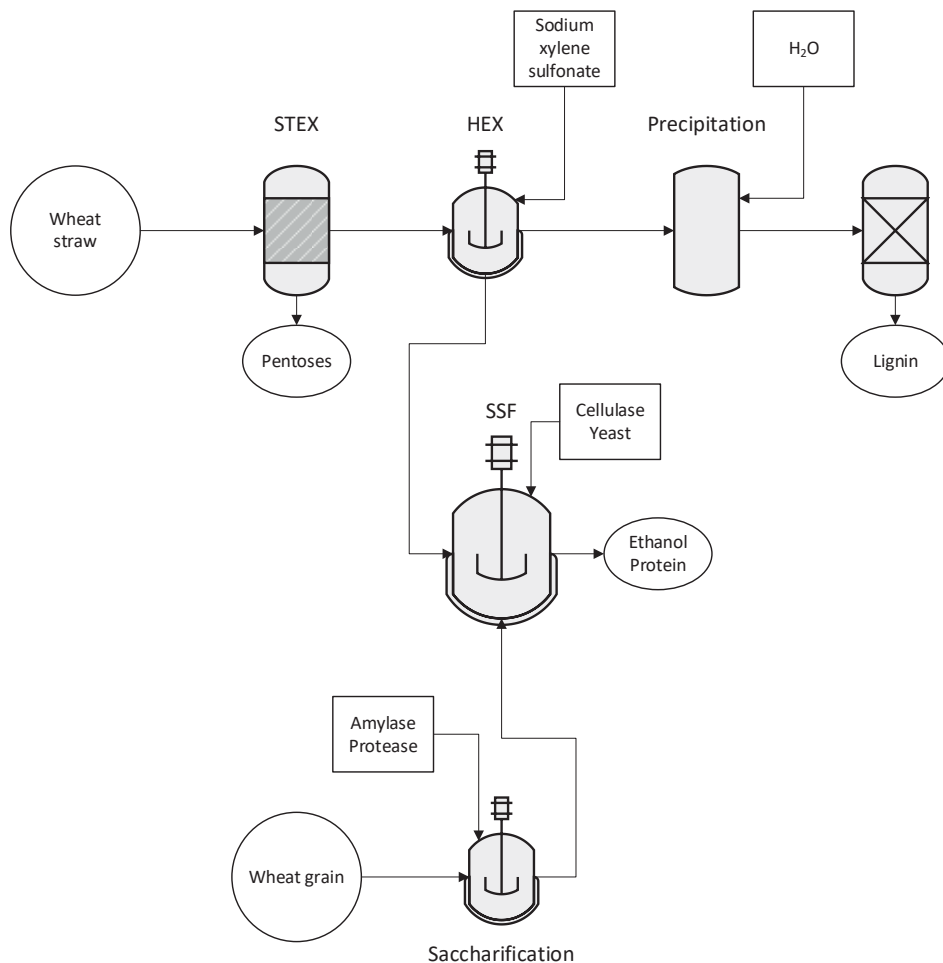 Sodium
xylene
sulfonate
H₂O
STEX
HEX
Precipitation
Wheat
straw
Pentoses
Lignin
SSF
Cellulase
Yeast
Ethanol
Protein
Amylase
Protease
Wheat grain
Saccharification